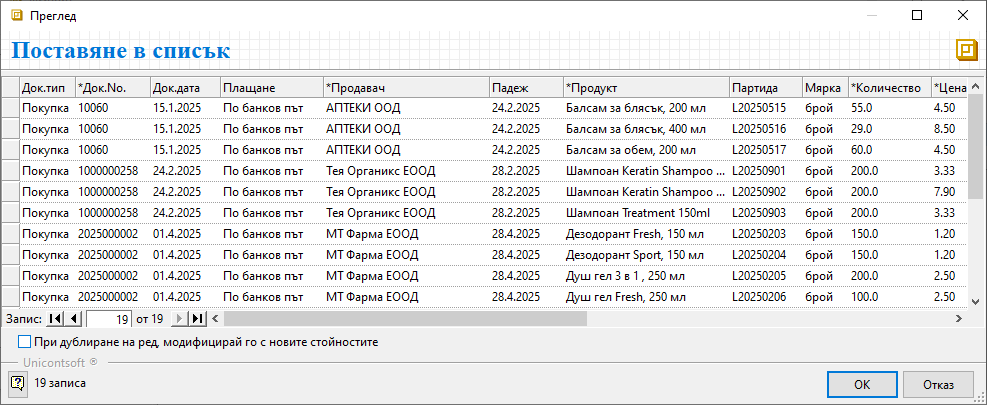 Преглед
Поставяне в списък
Док.тип *Док.No. Док.дата Плащане *Продавач Падеж *Продукт Партида Мярка *Количество *Цена
Покупка 10060 15.1.2025 По банков път АПТЕКИ ООД 24.2.2025 Балсам за блясък, 200 мл L20250515 брой 55.0 4.50
Покупка 10060 15.1.2025 По банков път АПТЕКИ ООД 24.2.2025 Балсам за блясък, 400 мл L20250516 брой 29.0 8.50
Покупка 10060 15.1.2025 По банков път АПТЕКИ ООД 24.2.2025 Балсам за обем, 200 мл L20250517 брой 60.0 4.50
Покупка 1000000258 24.2.2025 По банков път Тея Органикс ЕООД 28.2.2025 Шампоан Keratin Shampoo ... L20250901 брой 200.0 3.33
Покупка 1000000258 24.2.2025 По банков път Тея Органикс ЕООД 28.2.2025 Шампоан Keratin Shampoo ... L20250902 брой 200.0 7.90
Покупка 1000000258 24.2.2025 По банков път Тея Органикс ЕООД 28.2.2025 Шампоан Treatment 150ml L20250903 брой 200.0 3.33
Покупка 2025000002 01.4.2025 По банков път МТ Фарма ЕООД 28.4.2025 Дезодорант Fresh, 150 мл L20250203 брой 150.0 1.20
Покупка 2025000002 01.4.2025 По банков път МТ Фарма ЕООД 28.4.2025 Дезодорант Sport, 150 мл L20250204 брой 150.0 1.20
Покупка 2025000002 01.4.2025 По банков път МТ Фарма ЕООД 28.4.2025 Душ гел 3 в 1 , 250 мл L20250205 брой 200.0 2.50
Покупка 2025000002 01.4.2025 По банков път МТ Фарма ЕООД 28.4.2025 Душ гел Fresh, 250 мл L20250206 брой 100.0 2.50
Запис: 19 от 19
При дублиране на ред, модифицирай го с новите стойностите
Unicontsoft ®
19 записа ОК Отказ